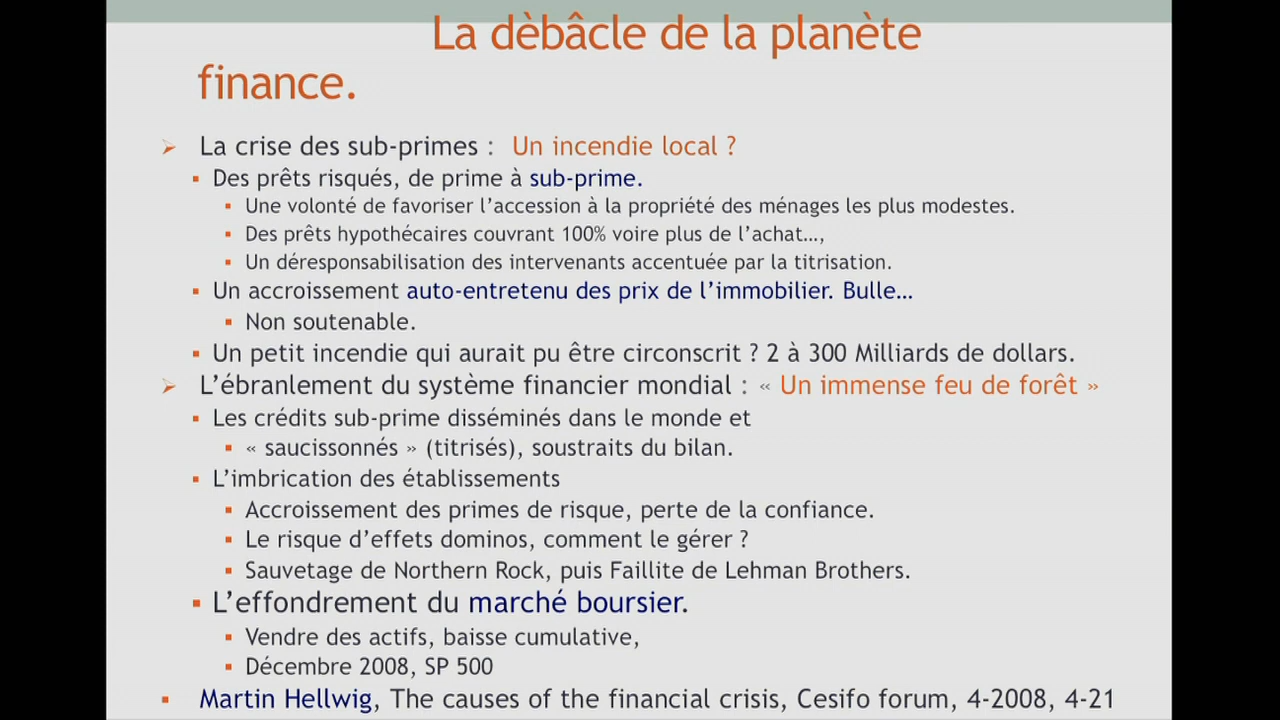 La dèbâcle de la planète
finance.
La crise des sub-primes : Un incendie local ?
Des prêts risqués, de prime à sub-prime.
Une volonté de favoriser l’accession à la propriété des ménages les plus modestes.
Des prêts hypothécaires couvrant 100% voire plus de l’achat…,
Un déresponsabilisation des intervenants accentuée par la titrisation.
Un accroissement auto-entretenu des prix de l’immobilier. Bulle…
Non soutenable.
Un petit incendie qui aurait pu être circonscrit ? 2 à 300 Milliards de dollars.
L’ébranlement du système financier mondial : « Un immense feu de forêt »
Les crédits sub-prime disséminés dans le monde et
« saucissonnés » (titrisés), soustraits du bilan.
L’imbrication des établissements
Accroissement des primes de risque, perte de la confiance.
Le risque d’effets dominos, comment le gérer ?
Sauvetage de Northern Rock, puis Faillite de Lehman Brothers.
L’effondrement du marché boursier.
Vendre des actifs, baisse cumulative,
Décembre 2008, SP 500
Martin Hellwig, The causes of the financial crisis, Cesifo forum, 4-2008, 4-21